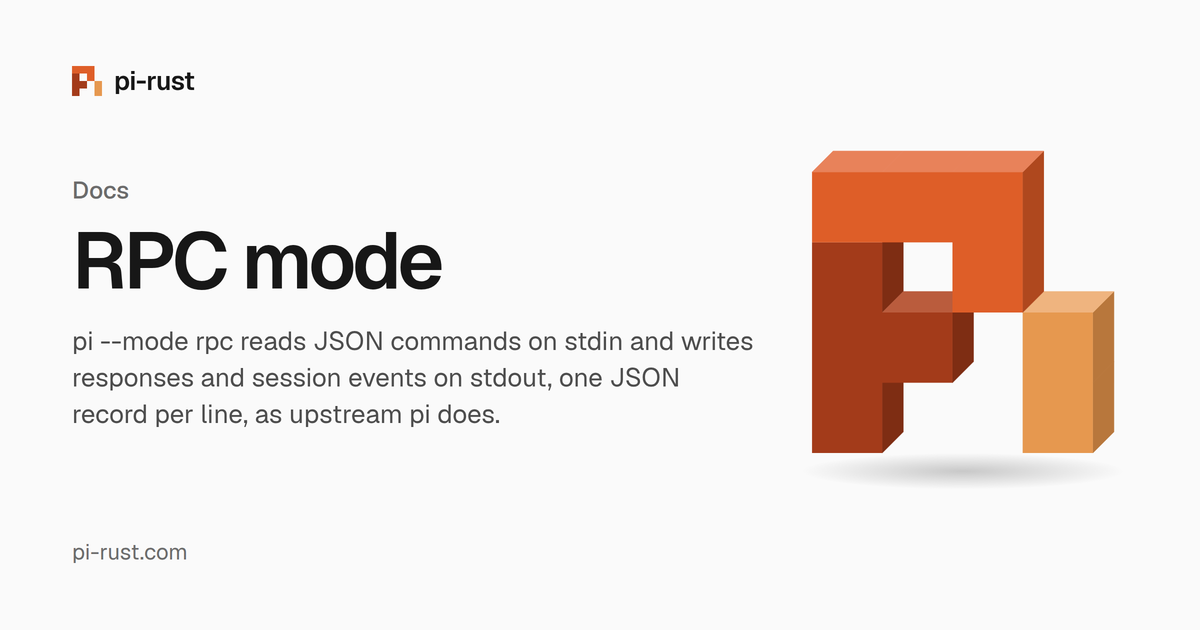 pi-rust
Docs
RPC mode
pi --mode rpc reads JSON commands on stdin and writes
responses and session events on stdout, one JSON
record per line, as upstream pi does.
pi-rust.com